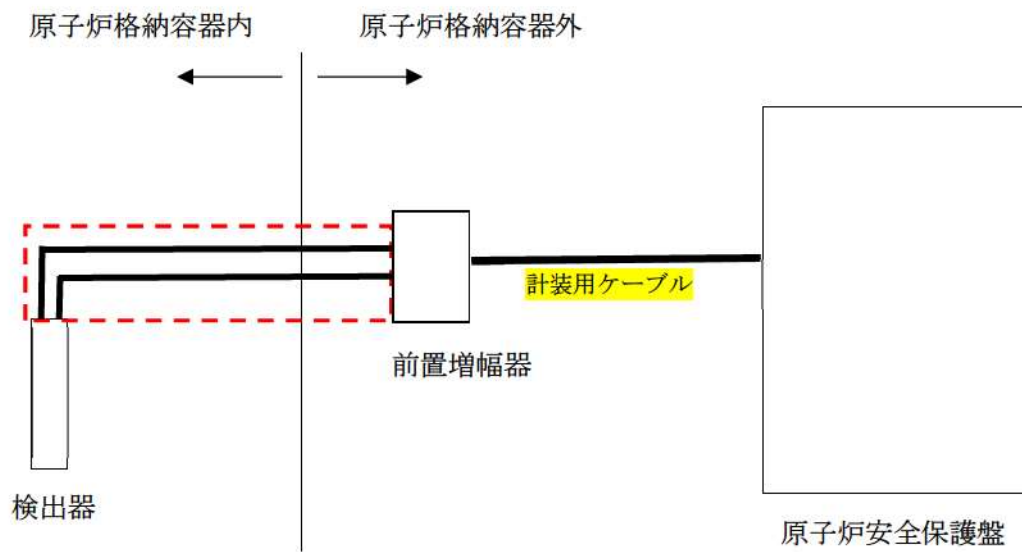 原子炉格納容器内
原子炉格納容器外
計装用ケーブル
前置増幅器
検出器
原子炉安全保護盤